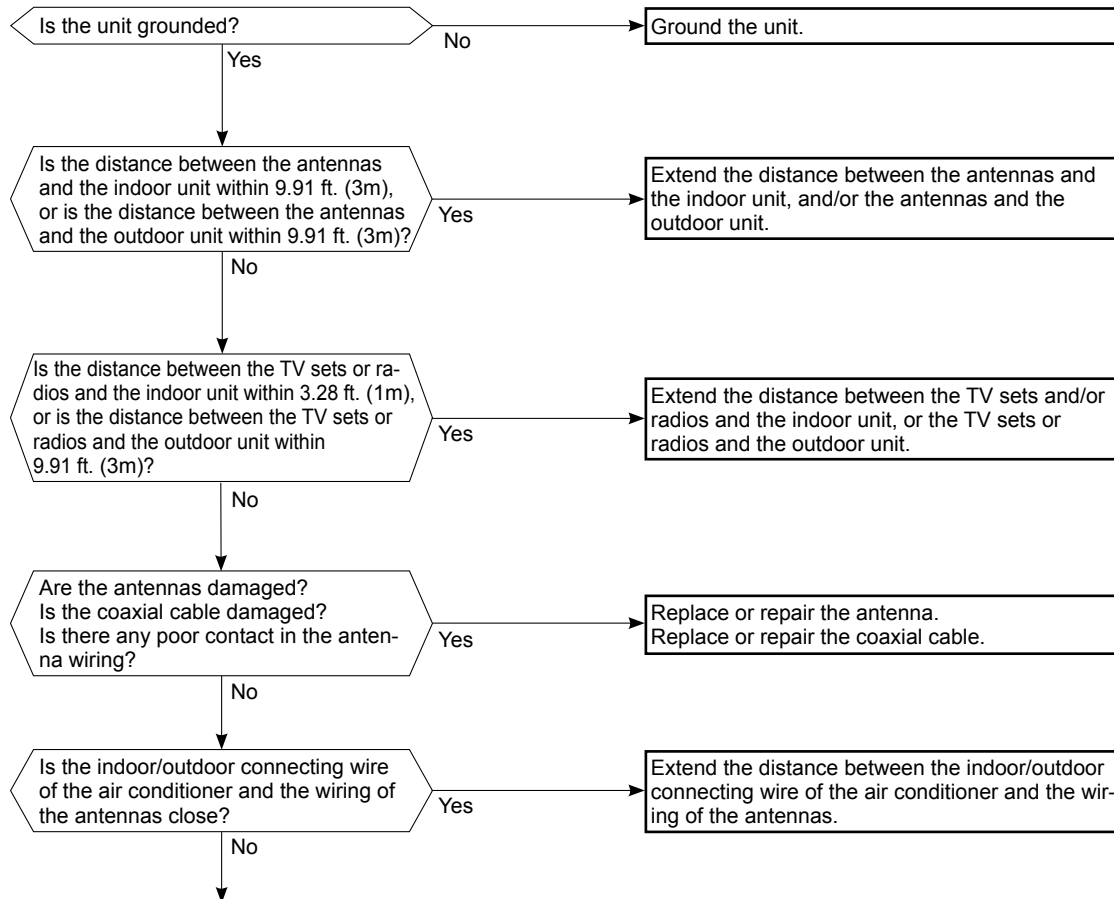 Is the unit grounded?
No
Ground the unit.
Yes
Is the distance between the antennas
and the indoor unit within 9.91 ft. (3m),
or is the distance between the antennas
and the outdoor unit within 9.91 ft. (3m)?
Yes
Extend the distance between the antennas and
the indoor unit, and/or the antennas and the
outdoor unit.
No
Is the distance between the TV sets or ra-
dios and the indoor unit within 3.28 ft. (1m),
or is the distance between the TV sets or
radios and the outdoor unit within
9.91 ft. (3m)?
Yes
Extend the distance between the TV sets and/or
radios and the indoor unit, or the TV sets or
radios and the outdoor unit.
No
Are the antennas damaged?
Is the coaxial cable damaged?
Is there any poor contact in the anten-
na wiring?
Yes
Replace or repair the antenna.
Replace or repair the coaxial cable.
No
Is the indoor/outdoor connecting wire
of the air conditioner and the wiring of
the antennas close?
Yes
Extend the distance between the indoor/outdoor
connecting wire of the air conditioner and the wir-
ing of the antennas.
No